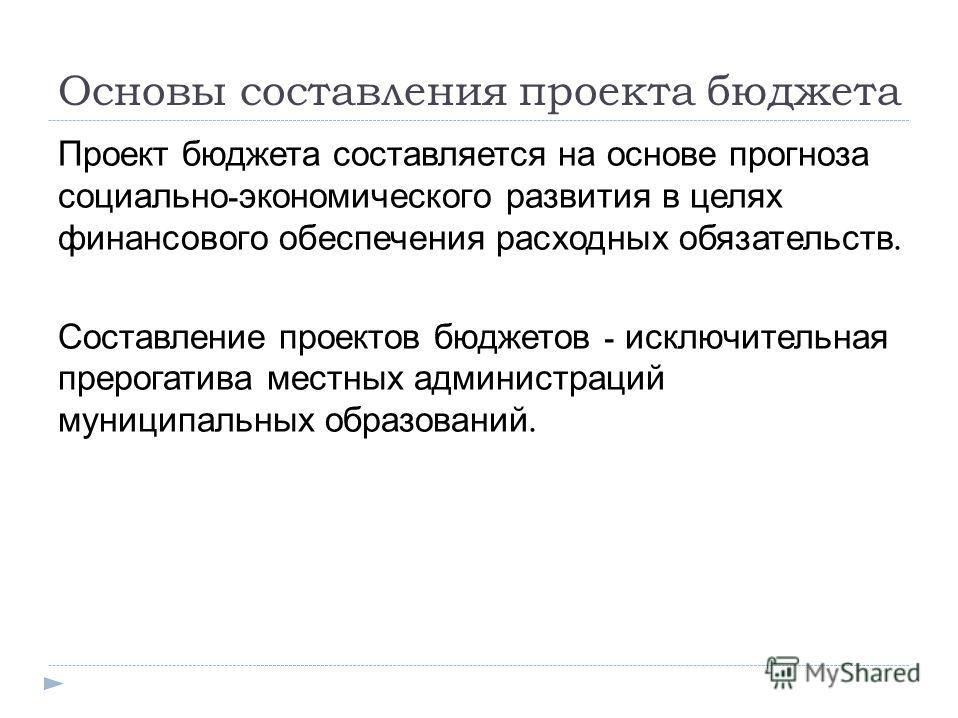 Основы составления проекта бюджета
Проект бюджета составляется на основе прогноза
социально-экономического развития в целях
финансового обеспечения расходных обязательств.
Составление проектов бюджетов - исключительная
прерогатива местных администраций
муниципальных образований.
MyShared